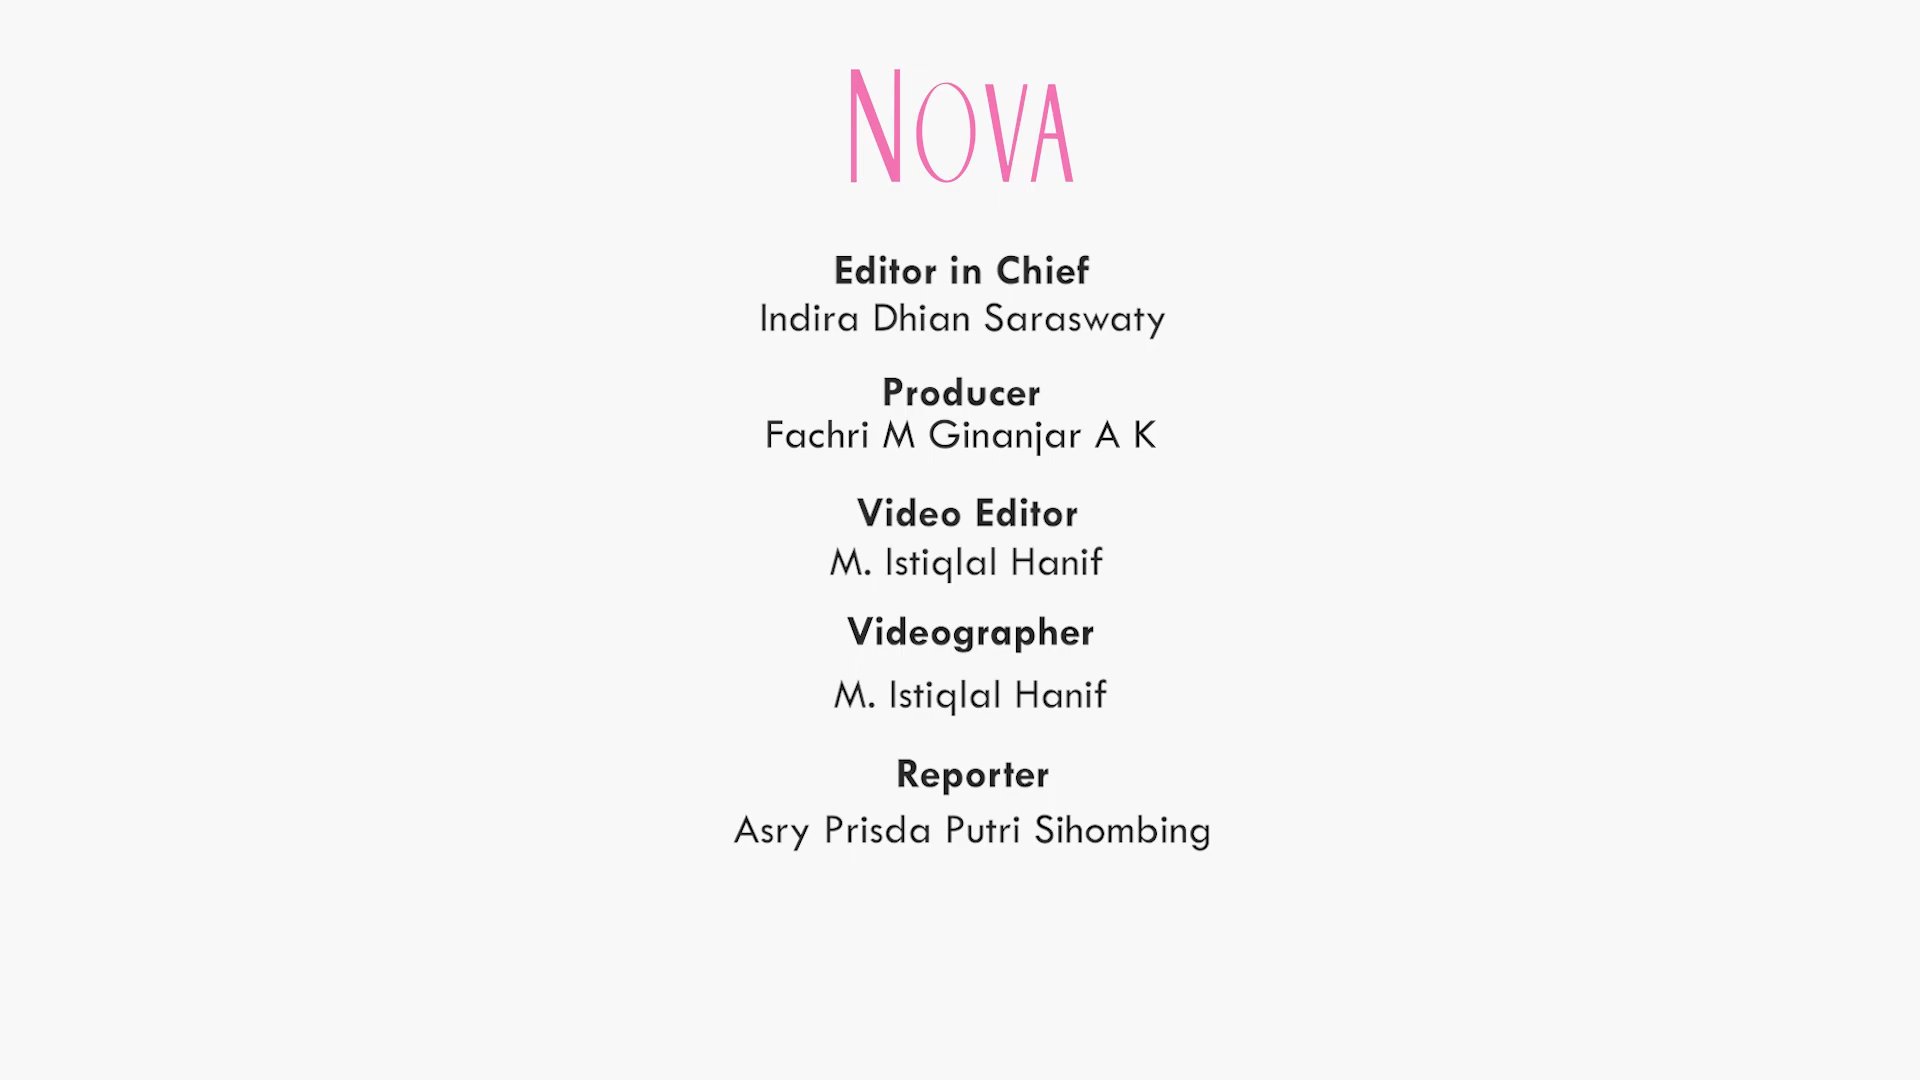 NOVA
Editor in Chief
Indira Dhian Saraswaty
Producer
Fachri M Ginanjar A K
Video Editor
M. Istiqlal Hanif
Videographer
M. Istiqlal Hanif
Reporter
Asry Prisda Putri Sihombing